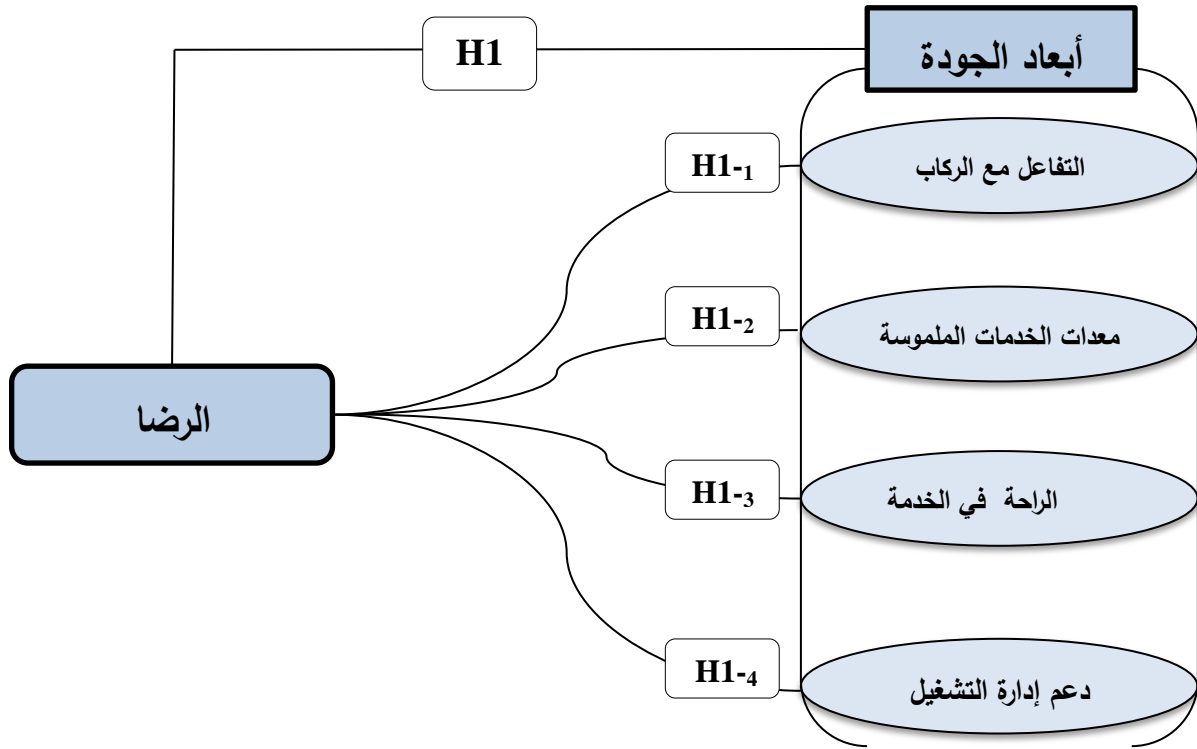 أبعاد الجودة
H1
التفاعل مع الركاب
H1-₁
معدات الخدمات الملموسة
H1-₂
الرضا
الراحة في الخدمة
H1-₃
دعم إدارة التشغيل
H1-₄